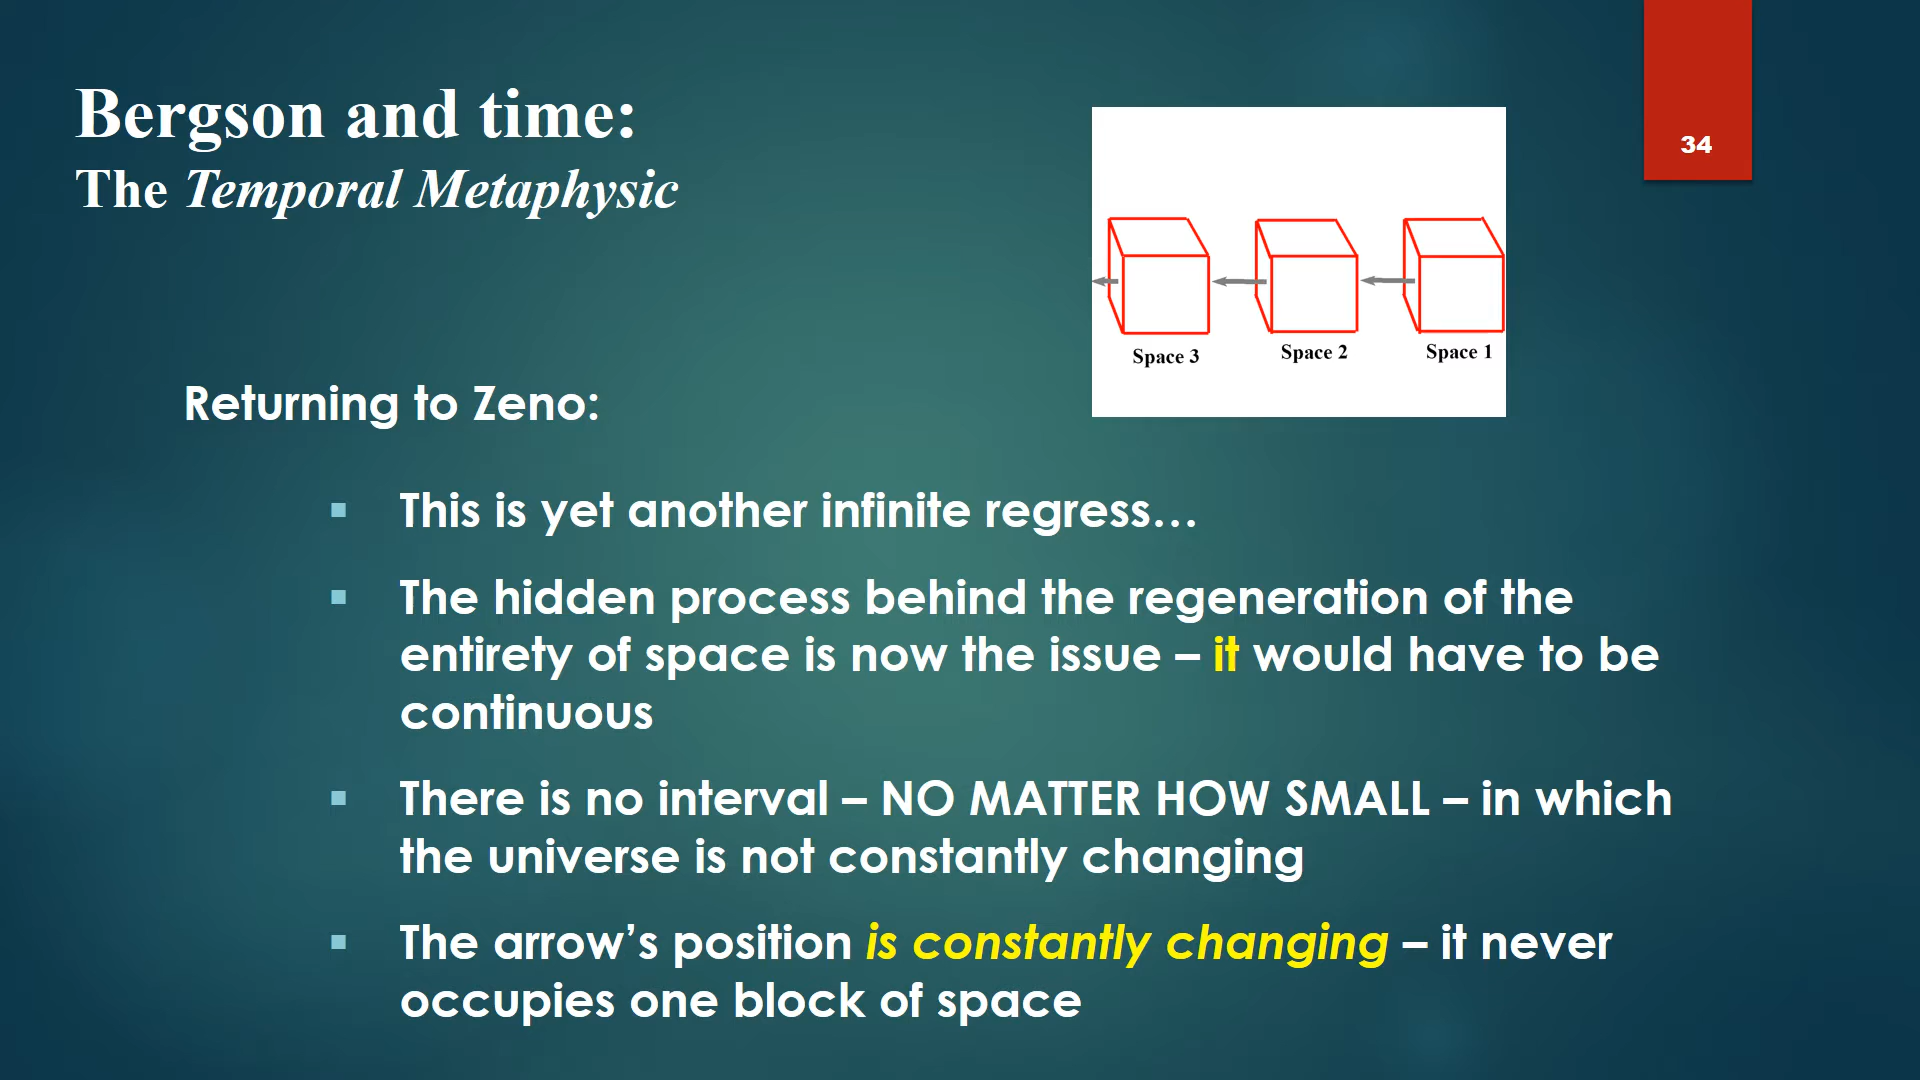 Bergson and time:
The Temporal Metaphysic
34
Space 3
Space 2
Space 1
Returning to Zeno:
▪ This is yet another infinite regress…
▪ The hidden process behind the regeneration of the
entirety of space is now the issue – it would have to be
continuous
▪ There is no interval – NO MATTER HOW SMALL – in which
the universe is not constantly changing
▪ The arrow’s position is constantly changing – it never
occupies one block of space